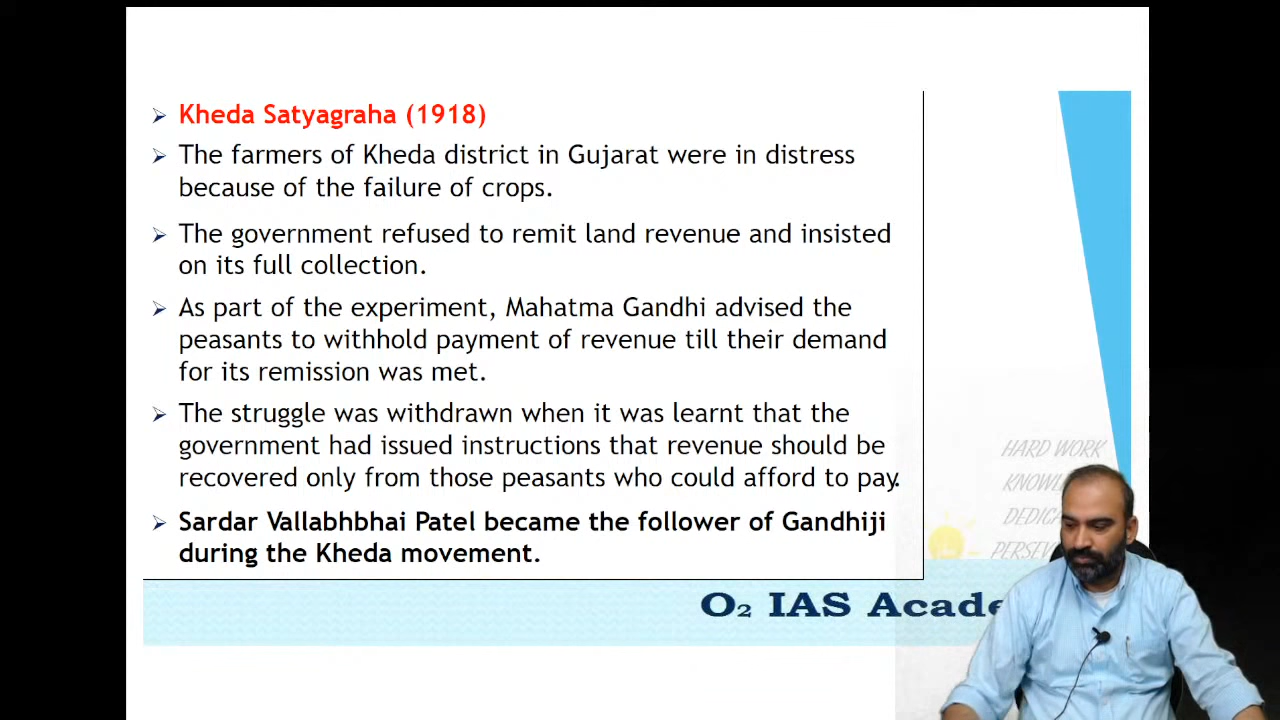 Kheda Satyagraha (1918)
The farmers of Kheda district in Gujarat were in distress
because of the failure of crops.
The government refused to remit land revenue and insisted
on its full collection.
As part of the experiment, Mahatma Gandhi advised the
peasants to withhold payment of revenue till their demand
for its remission was met.
The struggle was withdrawn when it was learnt that the
government had issued instructions that revenue should be
recovered only from those peasants who could afford to pay.
Sardar Vallabhbhai Patel became the follower of Gandhiji
during the Kheda movement.
HARD WORK
O₂ IAS